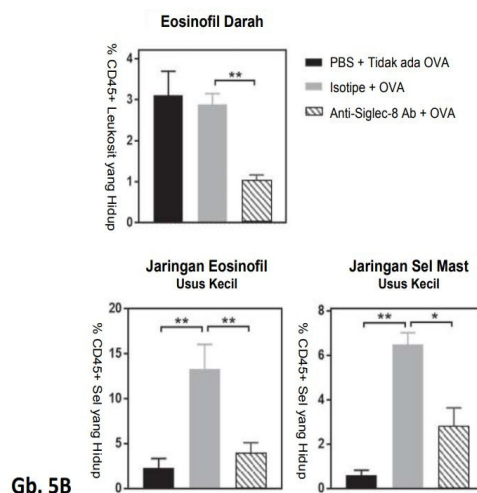 Eosinofil Darah
% CD45+ Leukosit yang Hidup
4
3
2
1
0
**
PBS + Tidak ada OVA
Isotipe + OVA
Anti-Siglec-8 Ab + OVA
Jaringan Eosinofil
Usus Kecil
% CD45+ Sel yang Hidup
20
15
10
5
0
**
**
Jaringan Sel Mast
Usus Kecil
% CD45+ Sel yang Hidup
8
6
4
2
0
**
*
Gb. 5B